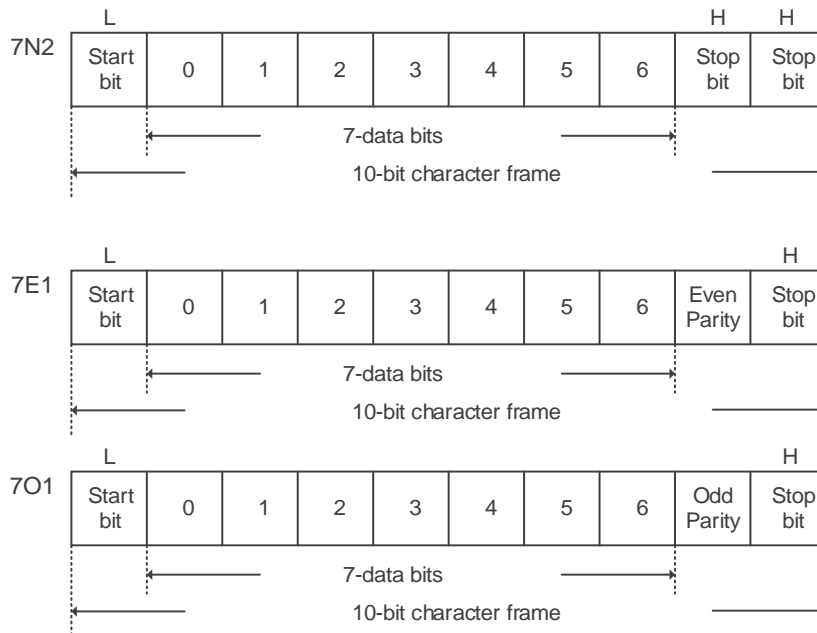 L H H
7N2
Start bit 0 1 2 3 4 5 6 Stop bit Stop bit
7-data bits
10-bit character frame
L H
7E1
Start bit 0 1 2 3 4 5 6 Even Parity Stop bit
7-data bits
10-bit character frame
L H
7O1
Start bit 0 1 2 3 4 5 6 Odd Parity Stop bit
7-data bits
10-bit character frame